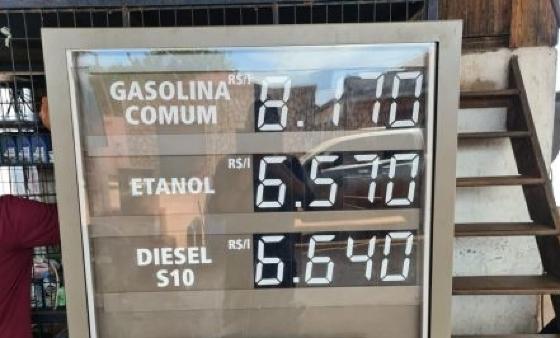 GASOLINA R$/l 8.170
COMUM
ETANOL R$/l 6.570
DIESEL R$/l 6.640
S10